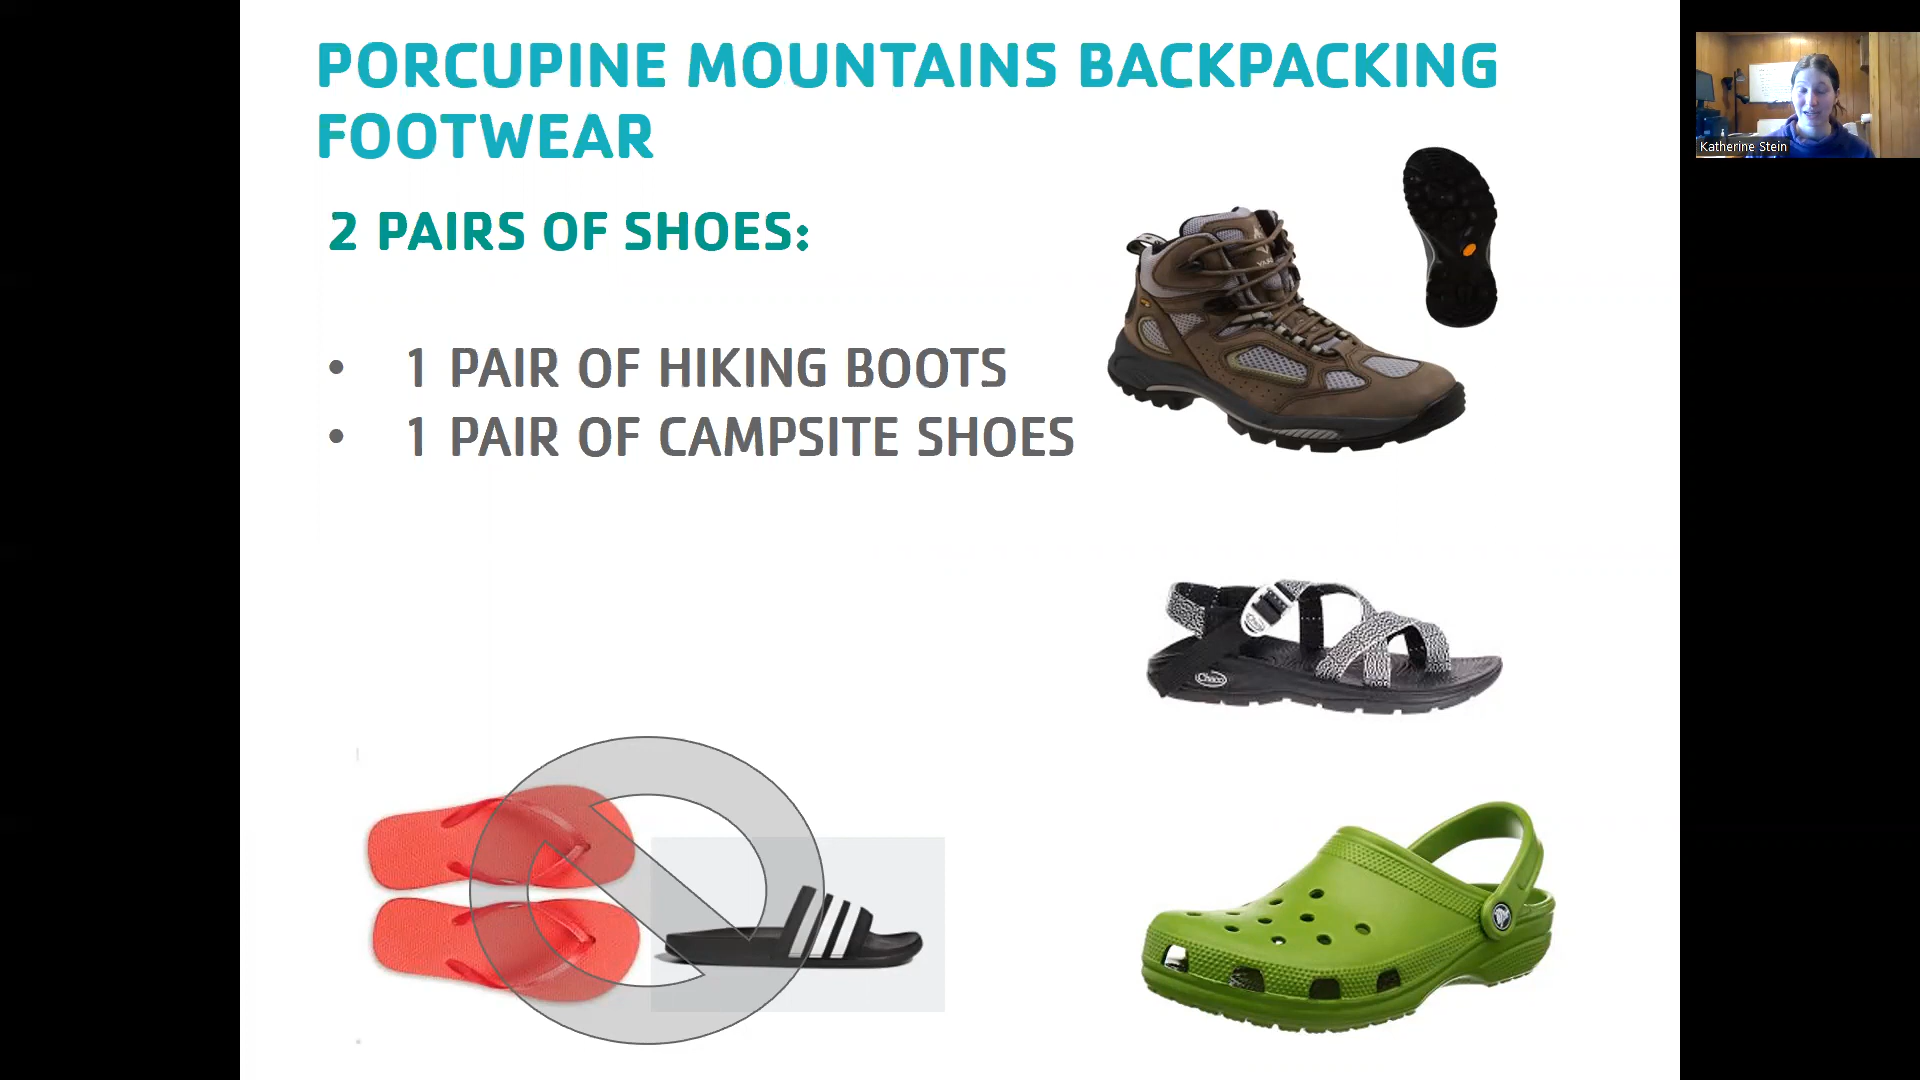 PORCUPINE MOUNTAINS BACKPACKING
FOOTWEAR
Katherine Stein
2 PAIRS OF SHOES:
• 1 PAIR OF HIKING BOOTS
• 1 PAIR OF CAMPSITE SHOES
Chaco